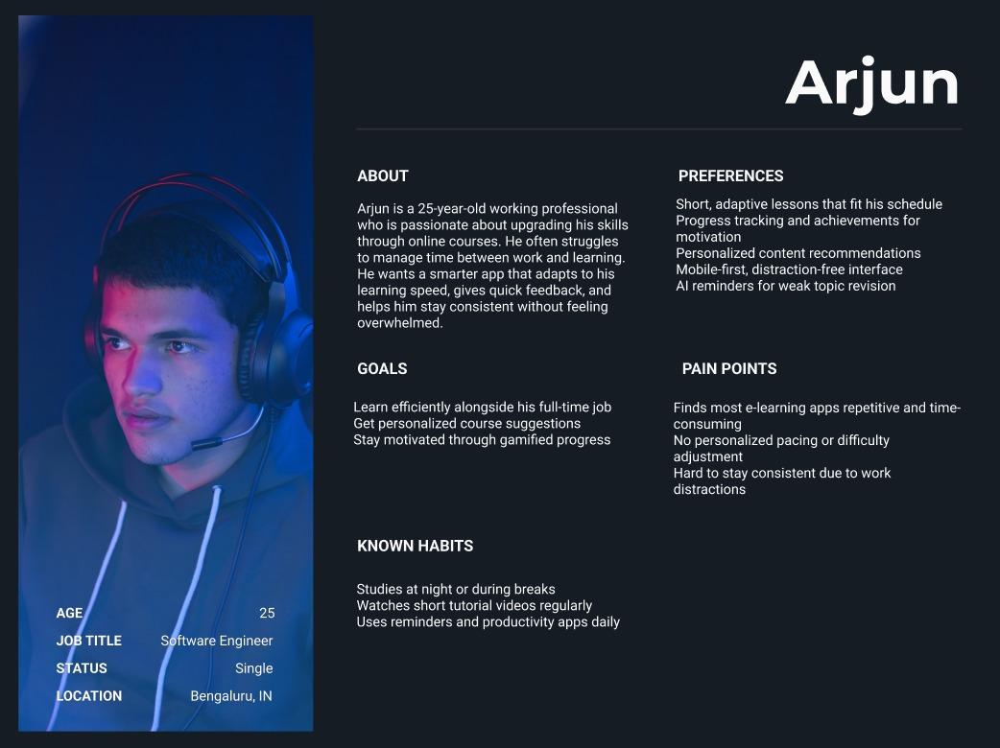 Arjun
ABOUT
Arjun is a 25-year-old working professional
who is passionate about upgrading his skills
through online courses. He often struggles
to manage time between work and learning.
He wants a smarter app that adapts to his
learning speed, gives quick feedback, and
helps him stay consistent without feeling
overwhelmed.
PREFERENCES
Short, adaptive lessons that fit his schedule
Progress tracking and achievements for
motivation
Personalized content recommendations
Mobile-first, distraction-free interface
AI reminders for weak topic revision
GOALS
Learn efficiently alongside his full-time job
Get personalized course suggestions
Stay motivated through gamified progress
PAIN POINTS
Finds most e-learning apps repetitive and time-
consuming
No personalized pacing or difficulty
adjustment
Hard to stay consistent due to work
distractions
KNOWN HABITS
Studies at night or during breaks
Watches short tutorial videos regularly
Uses reminders and productivity apps daily
AGE 25
JOB TITLE Software Engineer
STATUS Single
LOCATION Bengaluru, IN